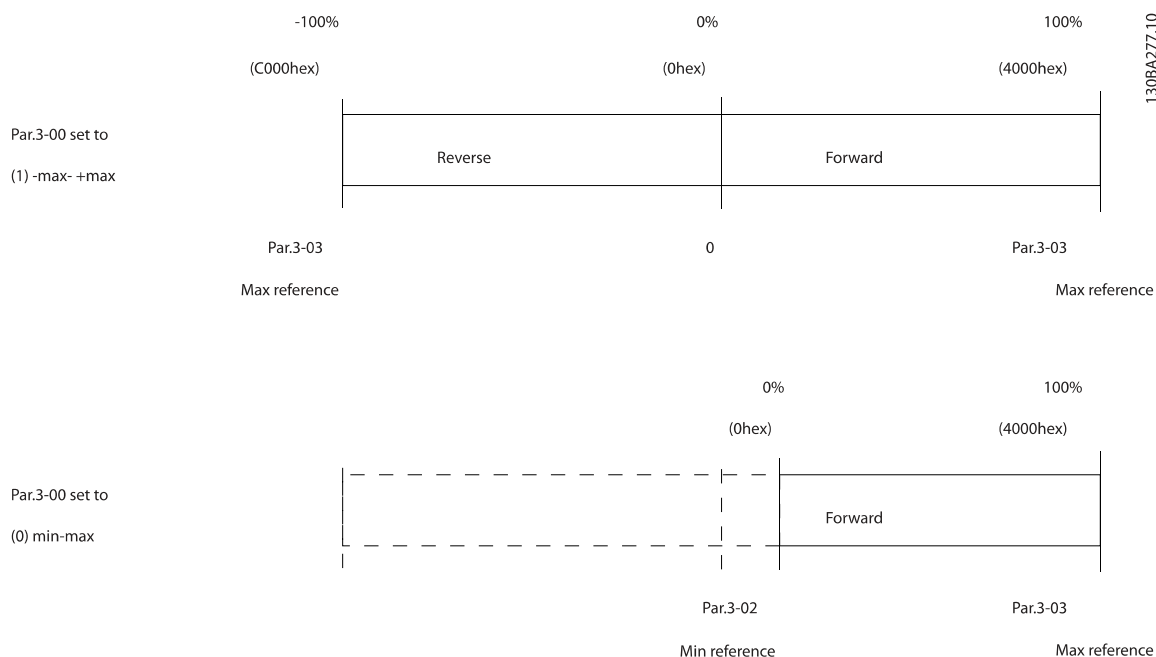 -100% 0% 100%
(C000hex) (0hex) (4000hex)
130BA277.10
Par.3-00 set to
(1) -max- +max
Reverse Forward
Par.3-03 0 Par.3-03
Max reference Max reference
0% 100%
(0hex) (4000hex)
Par.3-00 set to
(0) min-max
Forward
Par.3-02 Par.3-03
Min reference Max reference